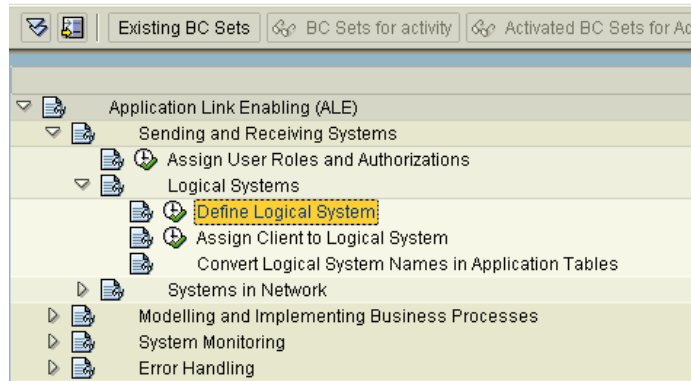 Existing BC Sets BC Sets for activity Activated BC Sets for Ac
Application Link Enabling (ALE)
Sending and Receiving Systems
Assign User Roles and Authorizations
Logical Systems
Define Logical System
Assign Client to Logical System
Convert Logical System Names in Application Tables
Systems in Network
Modelling and Implementing Business Processes
System Monitoring
Error Handling